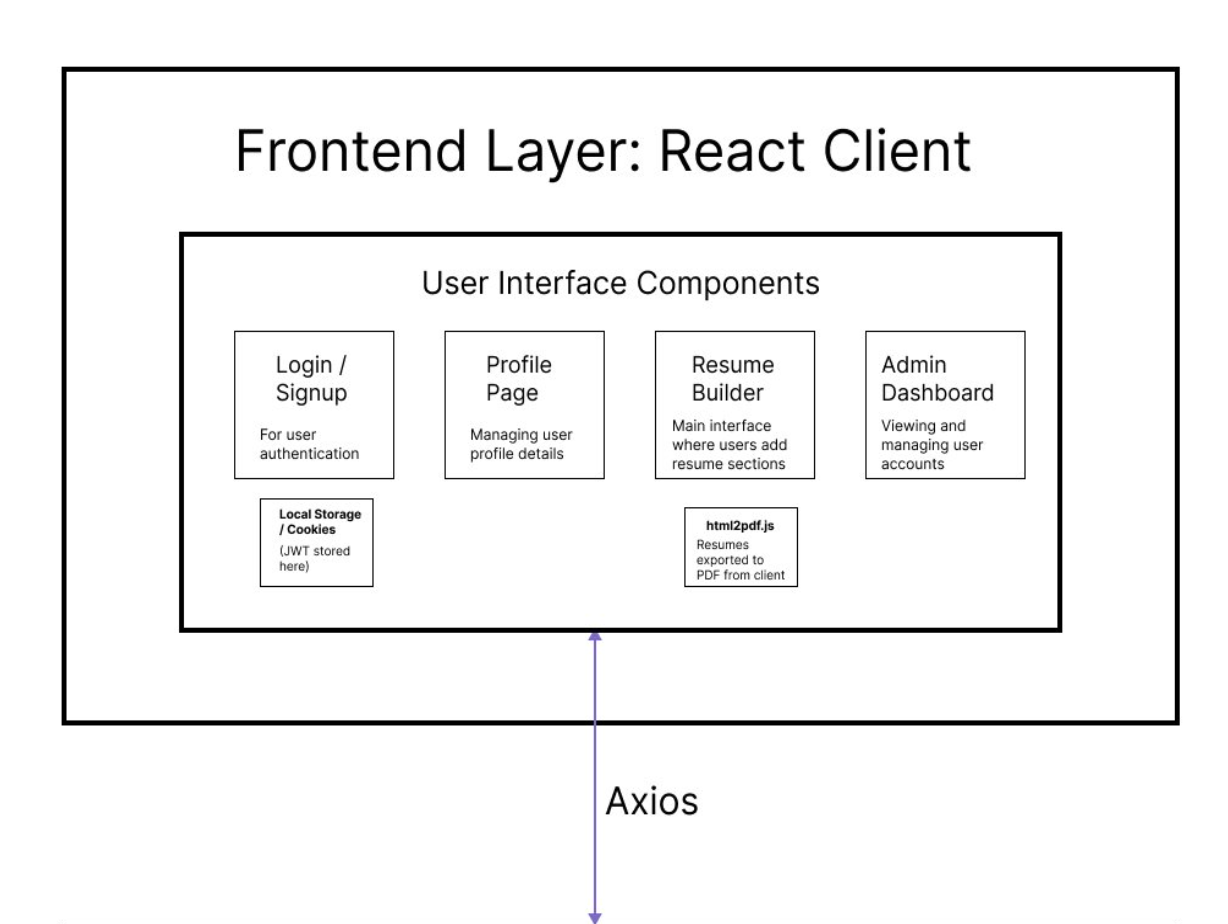 Frontend Layer: React Client
User Interface Components
Login /
Signup
For user
authentication
Profile
Page
Managing user
profile details
Resume
Builder
Main interface
where users add
resume sections
Admin
Dashboard
Viewing and
managing user
accounts
Local Storage
/ Cookies
(JWT stored
here)
html2pdf.js
Resumes
exported to
PDF from client
Axios